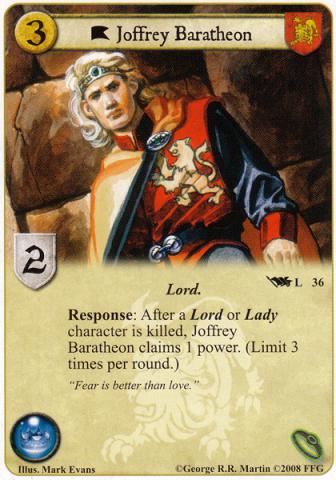 3
Joffrey Baratheon
2
Lord.
L 36
Response: After a Lord or Lady
character is killed, Joffrey
Baratheon claims 1 power. (Limit 3
times per round.)
"Fear is better than love."
Illus. Mark Evans
©George R.R. Martin ©2008 FFG